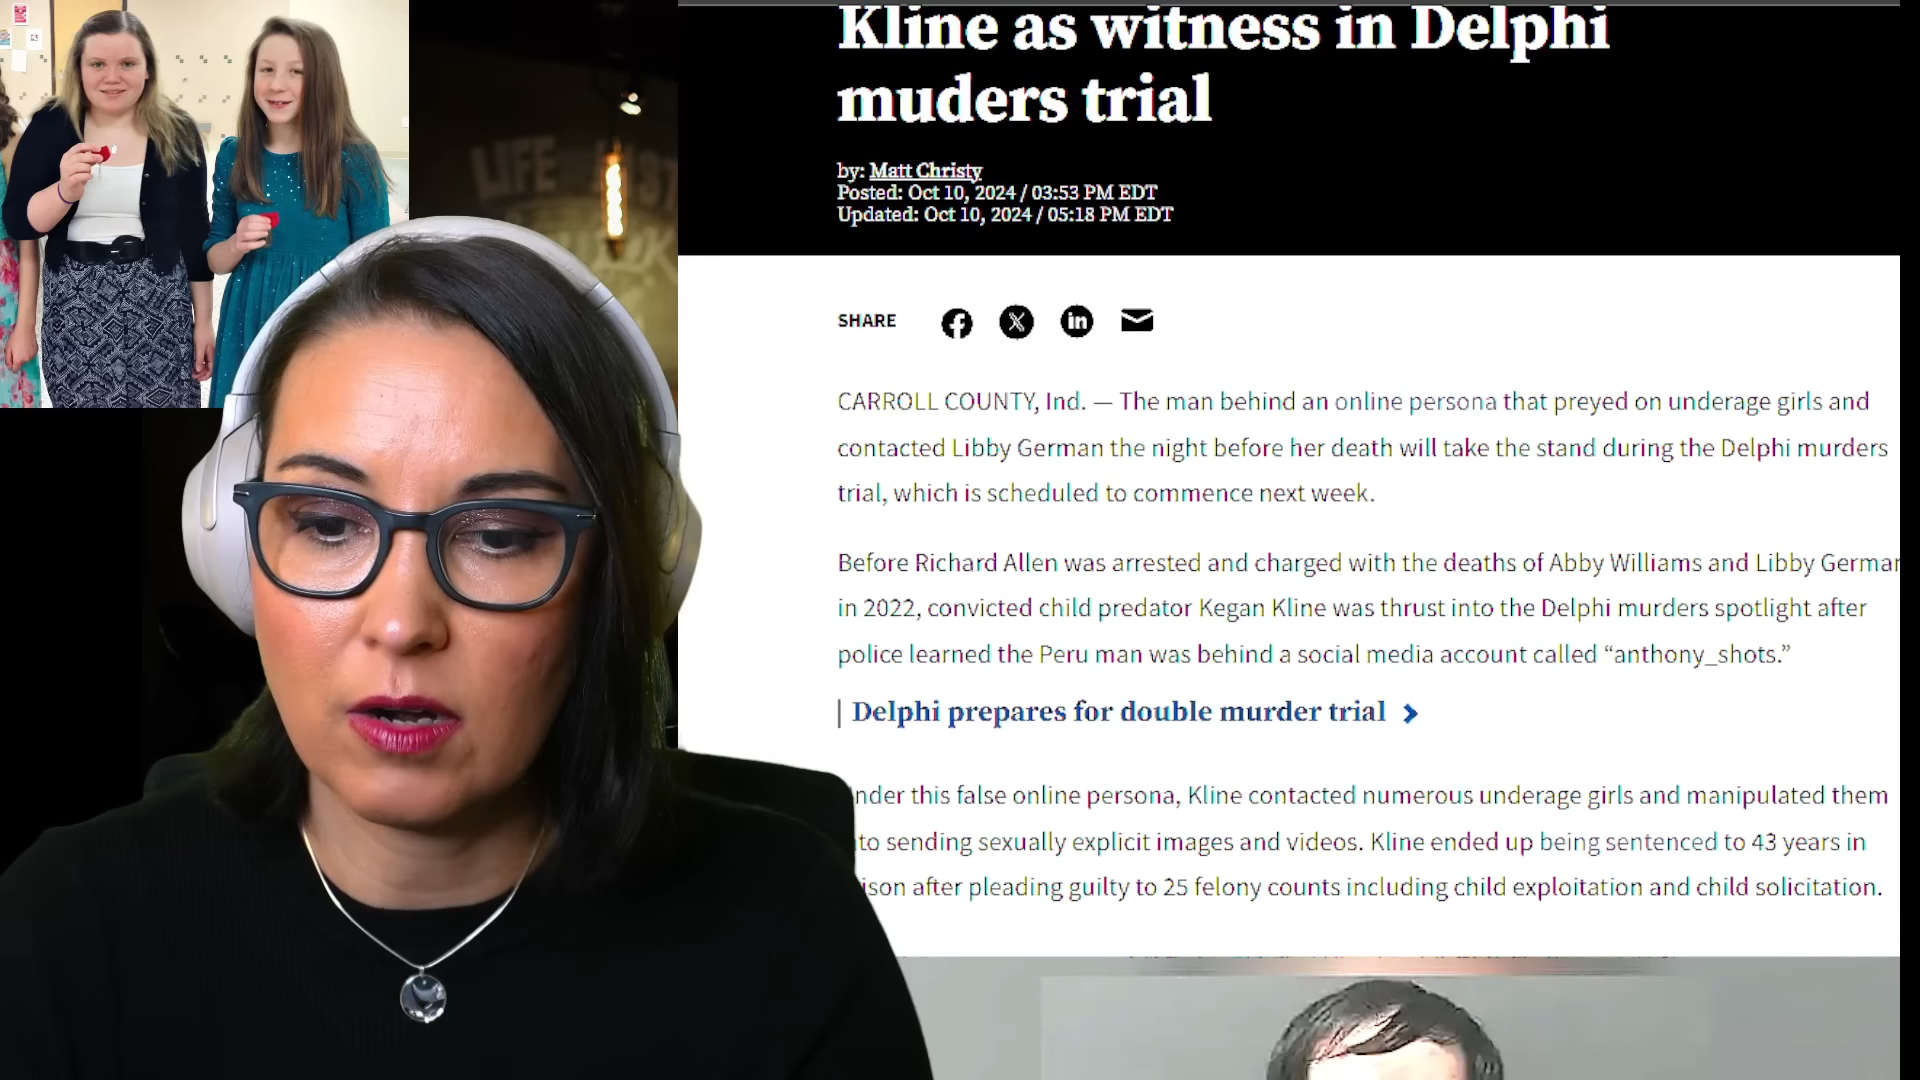 Kline as witness in Delphi
muders trial
by: Matt Christy
Posted: Oct 10, 2024 / 03:53 PM EDT
Updated: Oct 10, 2024 / 05:18 PM EDT
SHARE
CARROLL COUNTY, Ind. — The man behind an online persona that preyed on underage girls and
contacted Libby German the night before her death will take the stand during the Delphi murders
trial, which is scheduled to commence next week.
Before Richard Allen was arrested and charged with the deaths of Abby Williams and Libby German
in 2022, convicted child predator Kegan Kline was thrust into the Delphi murders spotlight after
police learned the Peru man was behind a social media account called “anthony_shots.”
Delphi prepares for double murder trial
nder this false online persona, Kline contacted numerous underage girls and manipulated them
to sending sexually explicit images and videos. Kline ended up being sentenced to 43 years in
ison after pleading guilty to 25 felony counts including child exploitation and child solicitation.
LIFE